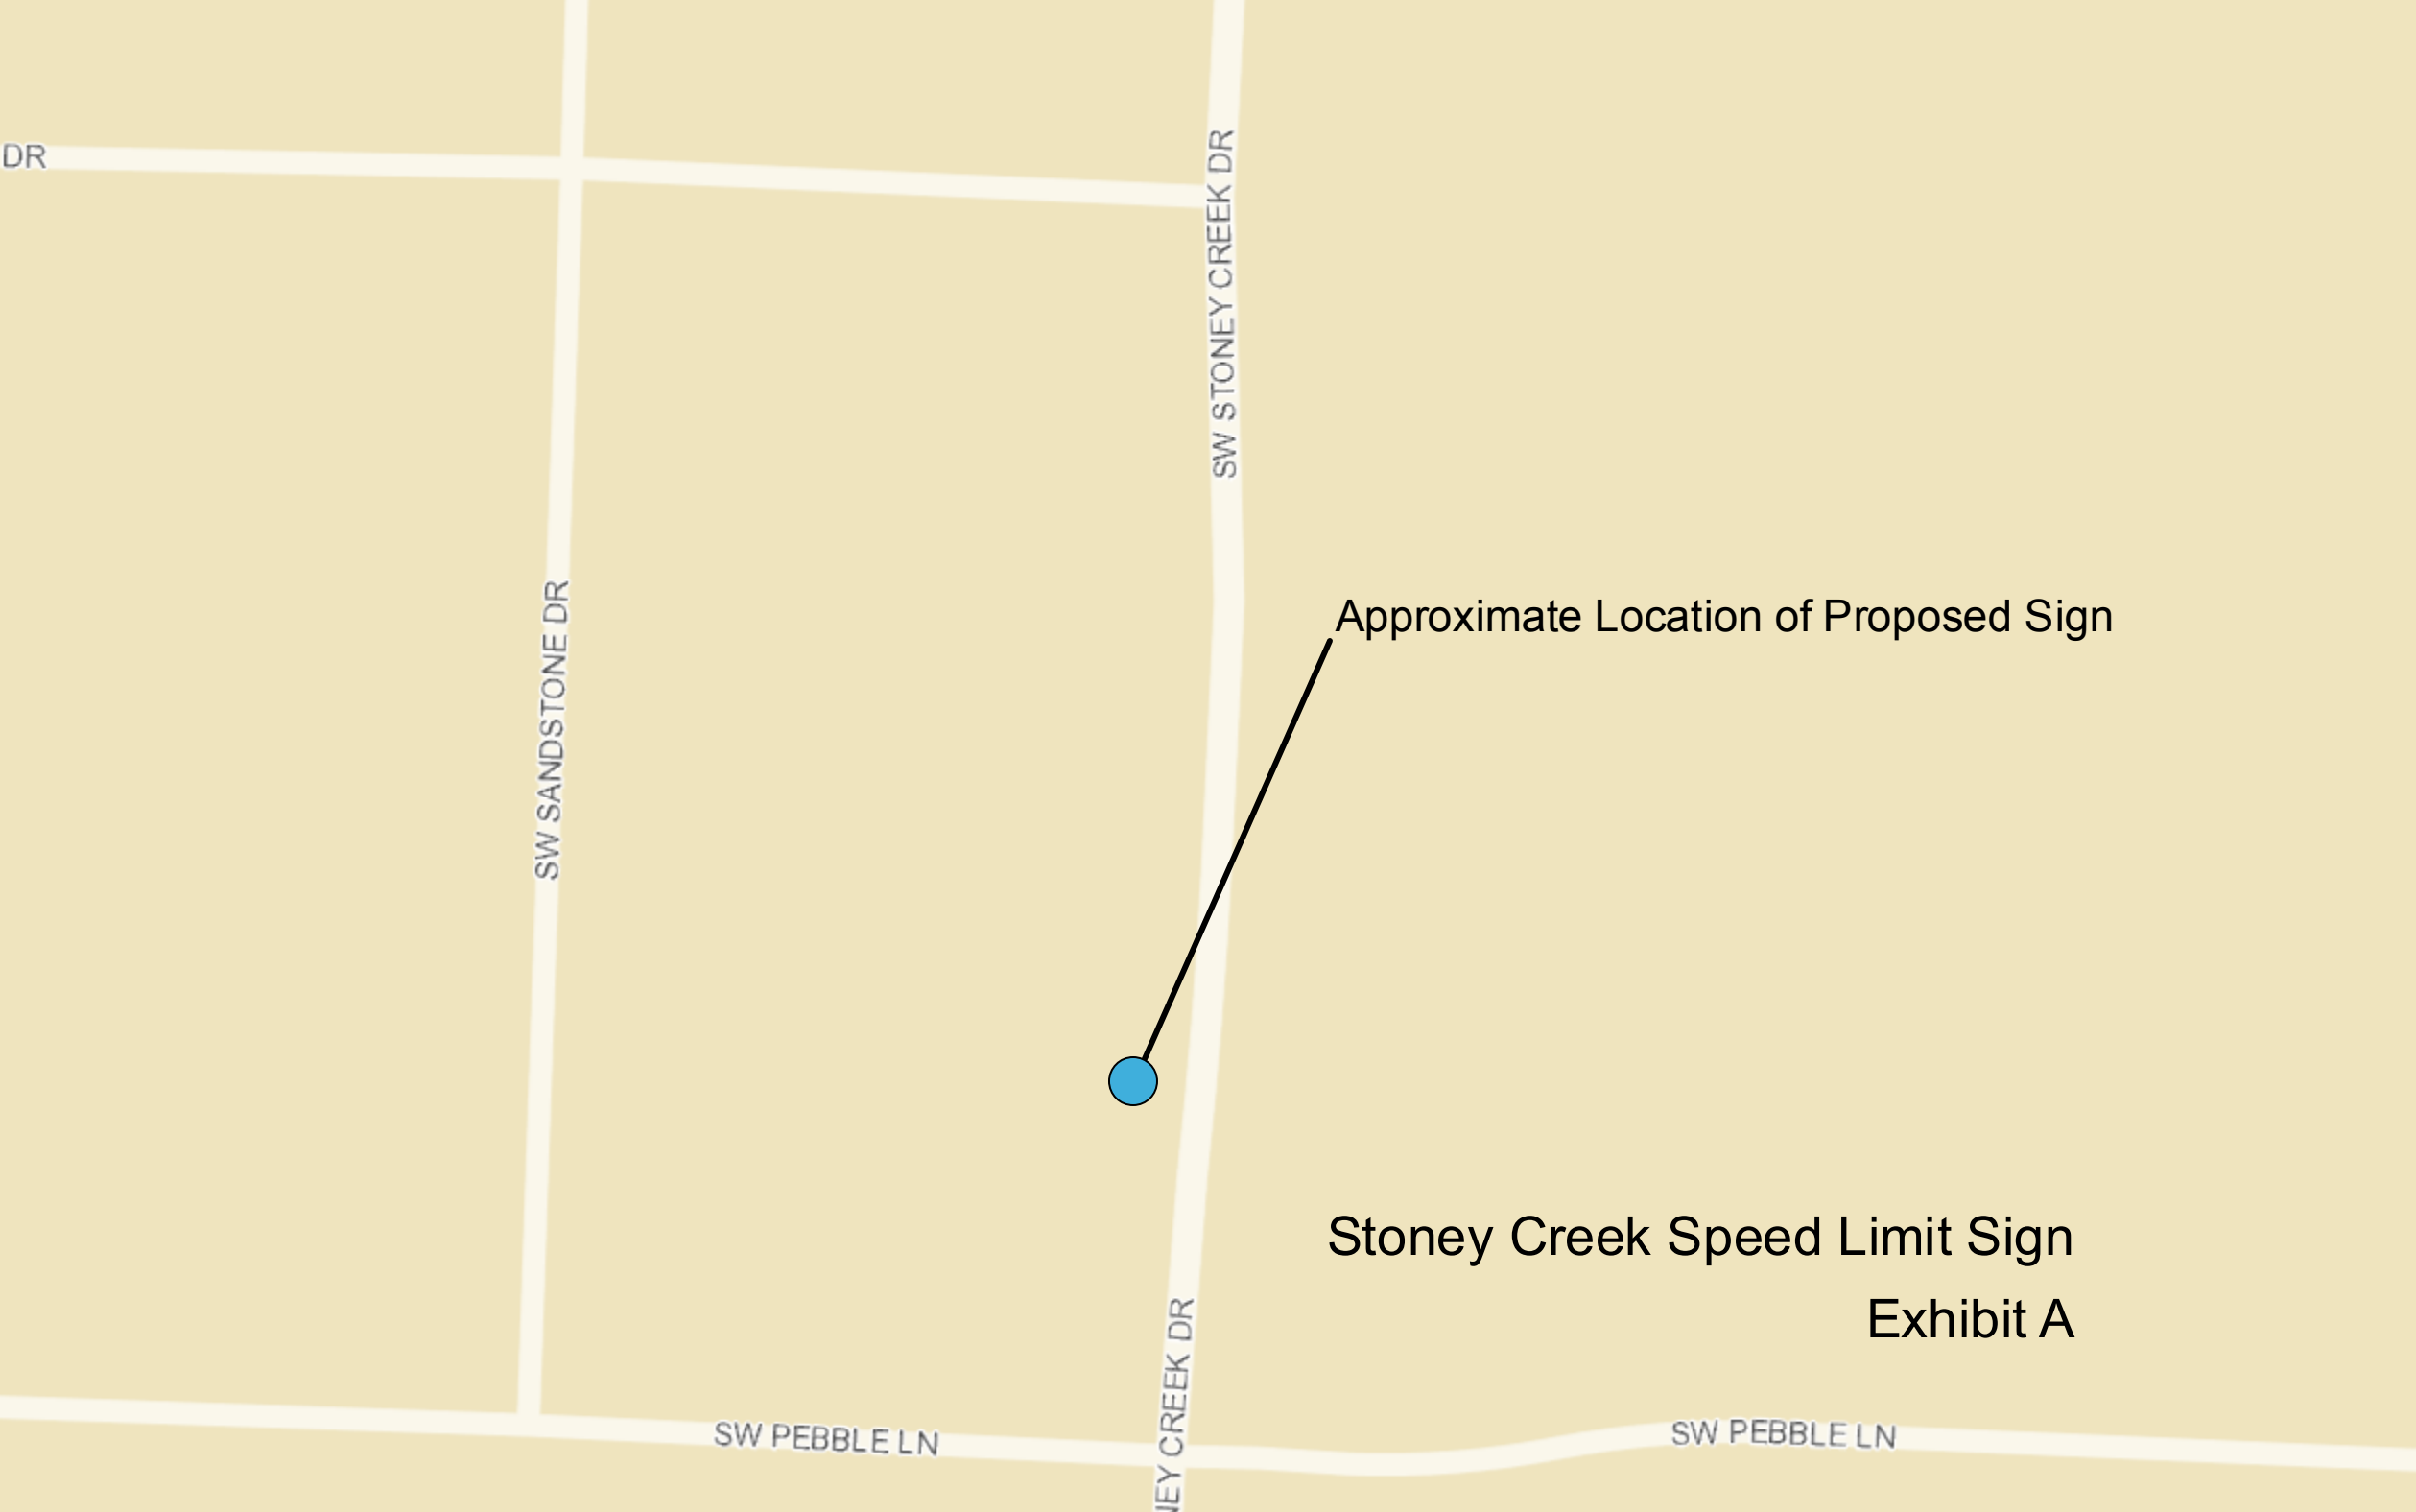 DR
SW STONEY CREEK DR
SW SANDSTONE DR
Approximate Location of Proposed Sign
Stoney Creek Speed Limit Sign
Exhibit A
NEY CREEK DR
SW PEBBLE LN
SW PEBBLE LN